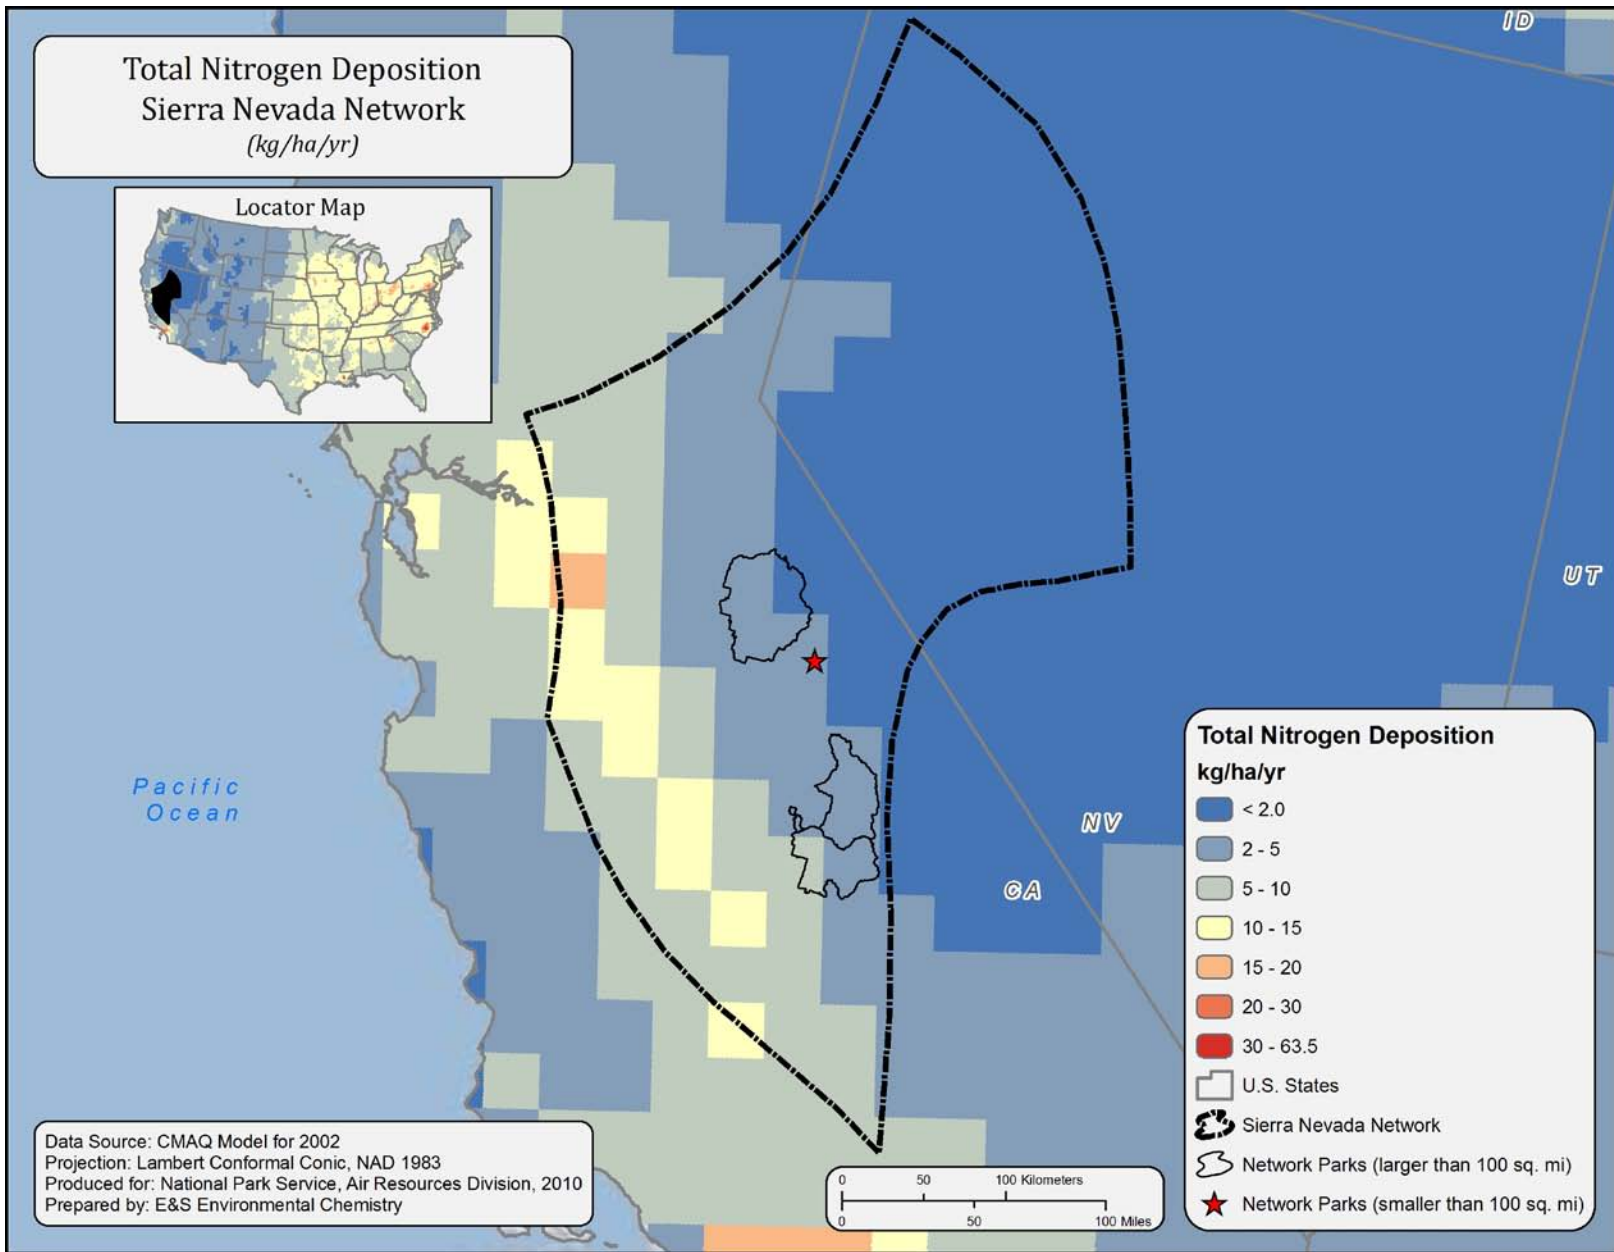 Total Nitrogen Deposition
Sierra Nevada Network
(kg/ha/yr)
Locator Map
ID
UT
NV
CA
Pacific
Ocean
Total Nitrogen Deposition
kg/ha/yr
< 2.0
2 - 5
5 - 10
10 - 15
15 - 20
20 - 30
30 - 63.5
U.S. States
Sierra Nevada Network
Network Parks (larger than 100 sq. mi)
Network Parks (smaller than 100 sq. mi)
Data Source: CMAQ Model for 2002
Projection: Lambert Conformal Conic, NAD 1983
Produced for: National Park Service, Air Resources Division, 2010
Prepared by: E&S Environmental Chemistry
0 50 100 Kilometers
0 50 100 Miles